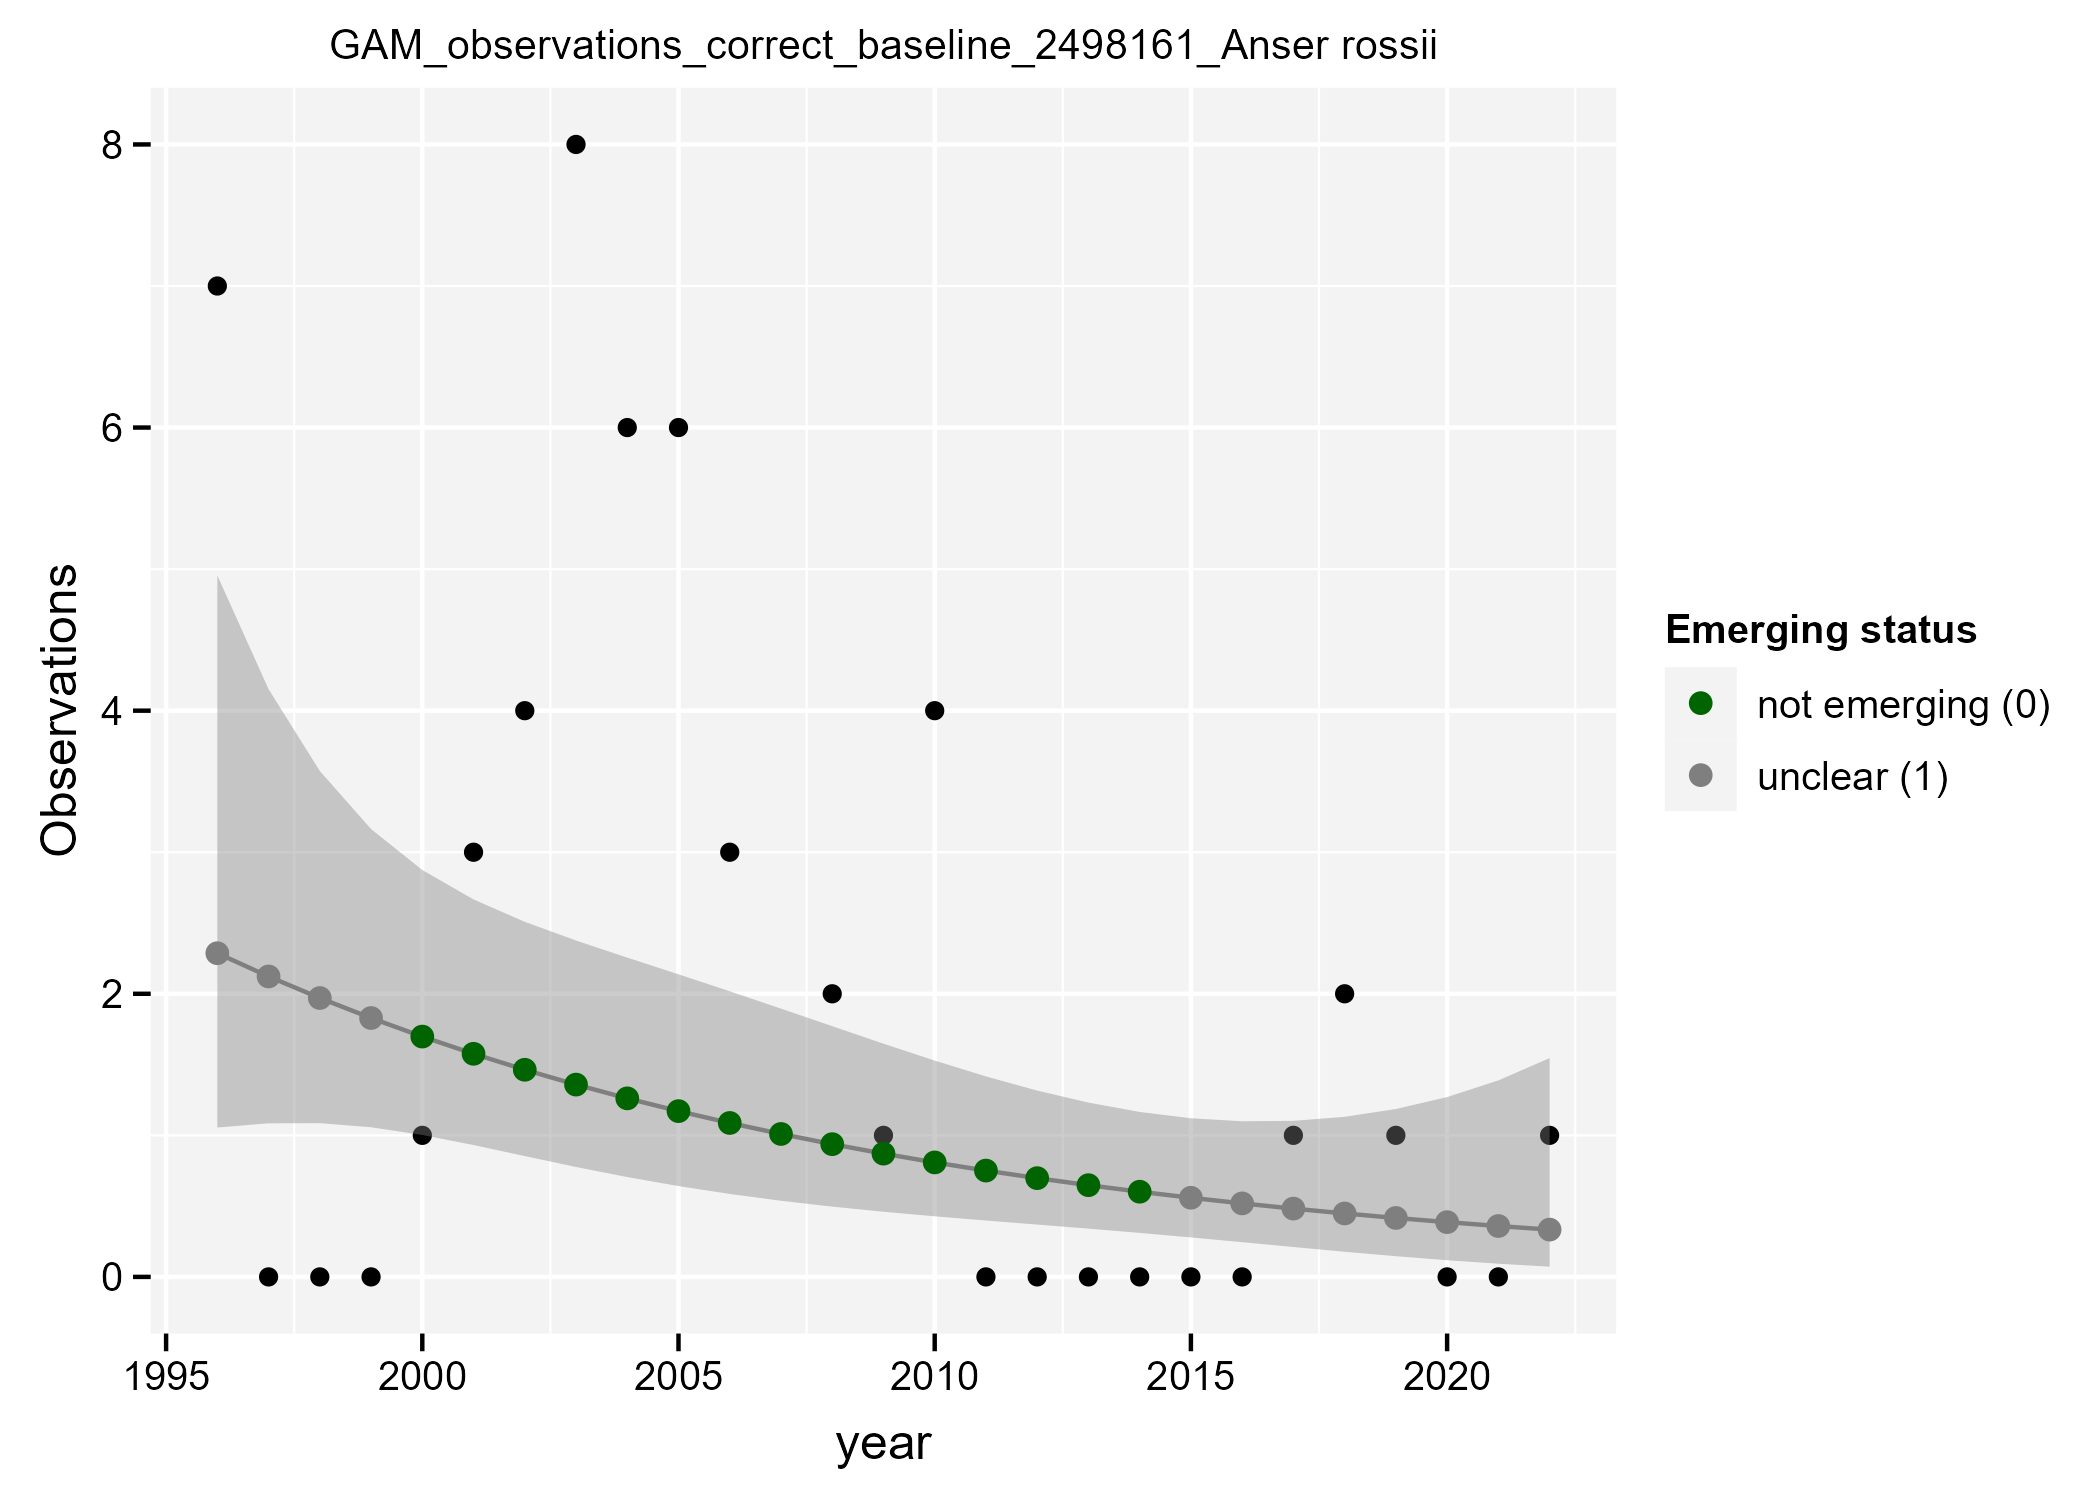 GAM_observations_correct_baseline_2498161_Anser rossii
8
6
4
2
0
Observations
1995 2000 2005 2010 2015 2020
year
Emerging status
not emerging (0)
unclear (1)